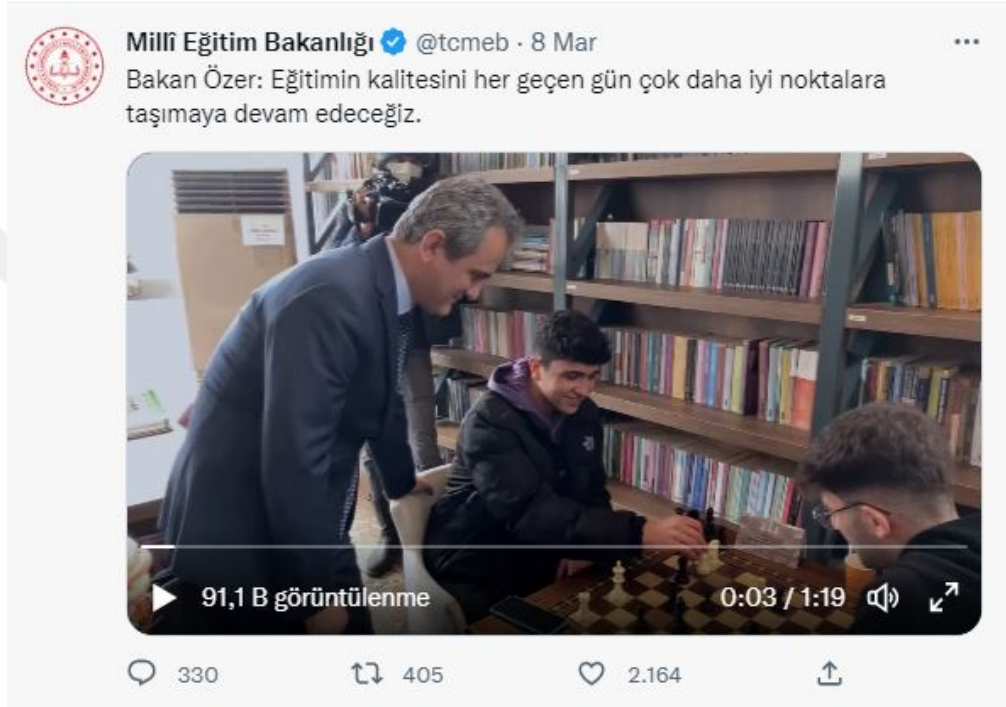 Millî Eğitim Bakanlığı @tcmeb · 8 Mar
Bakan Özer: Eğitimin kalitesini her geçen gün çok daha iyi noktalara
taşımaya devam edeceğiz.
91,1 B görüntülenme 0:03 / 1:19
330 405 2.164